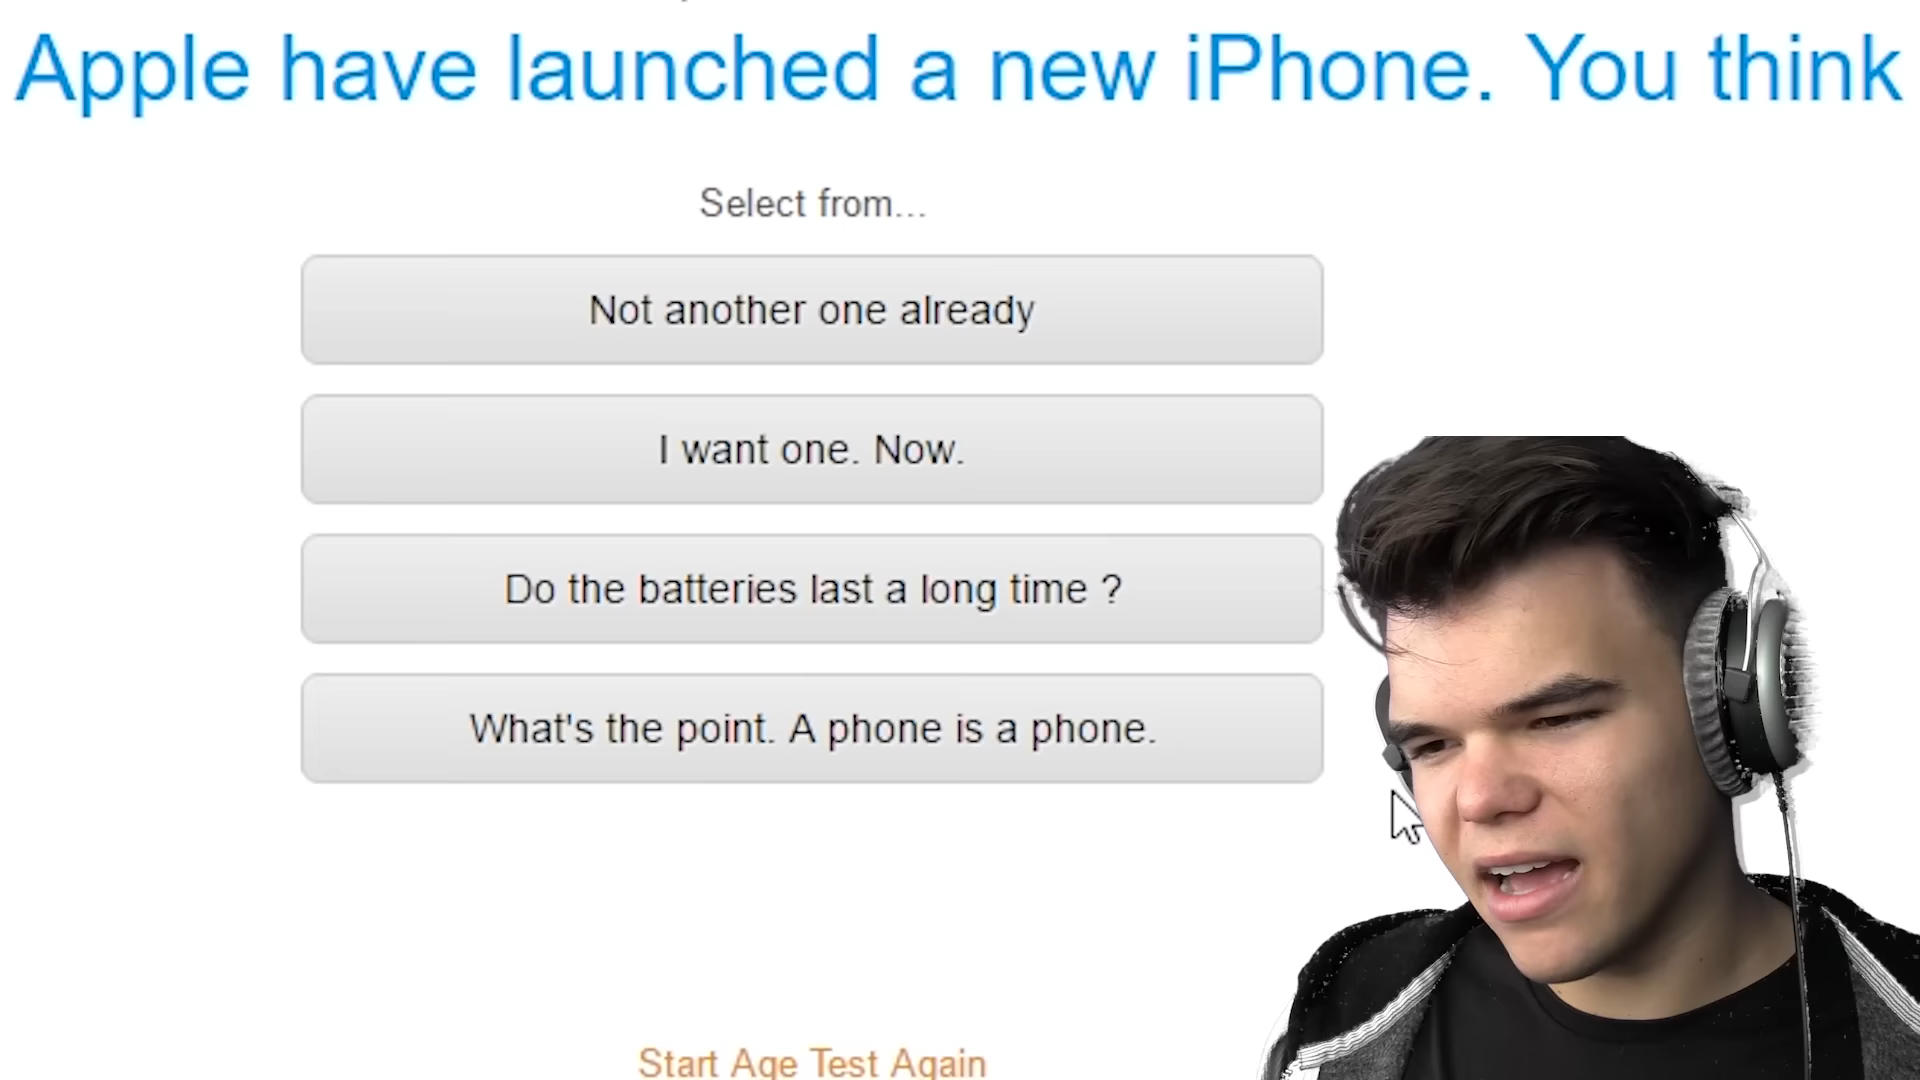 Apple have launched a new iPhone. You think
Select from...
Not another one already
I want one. Now.
Do the batteries last a long time ?
What's the point. A phone is a phone.
Start Age Test Again